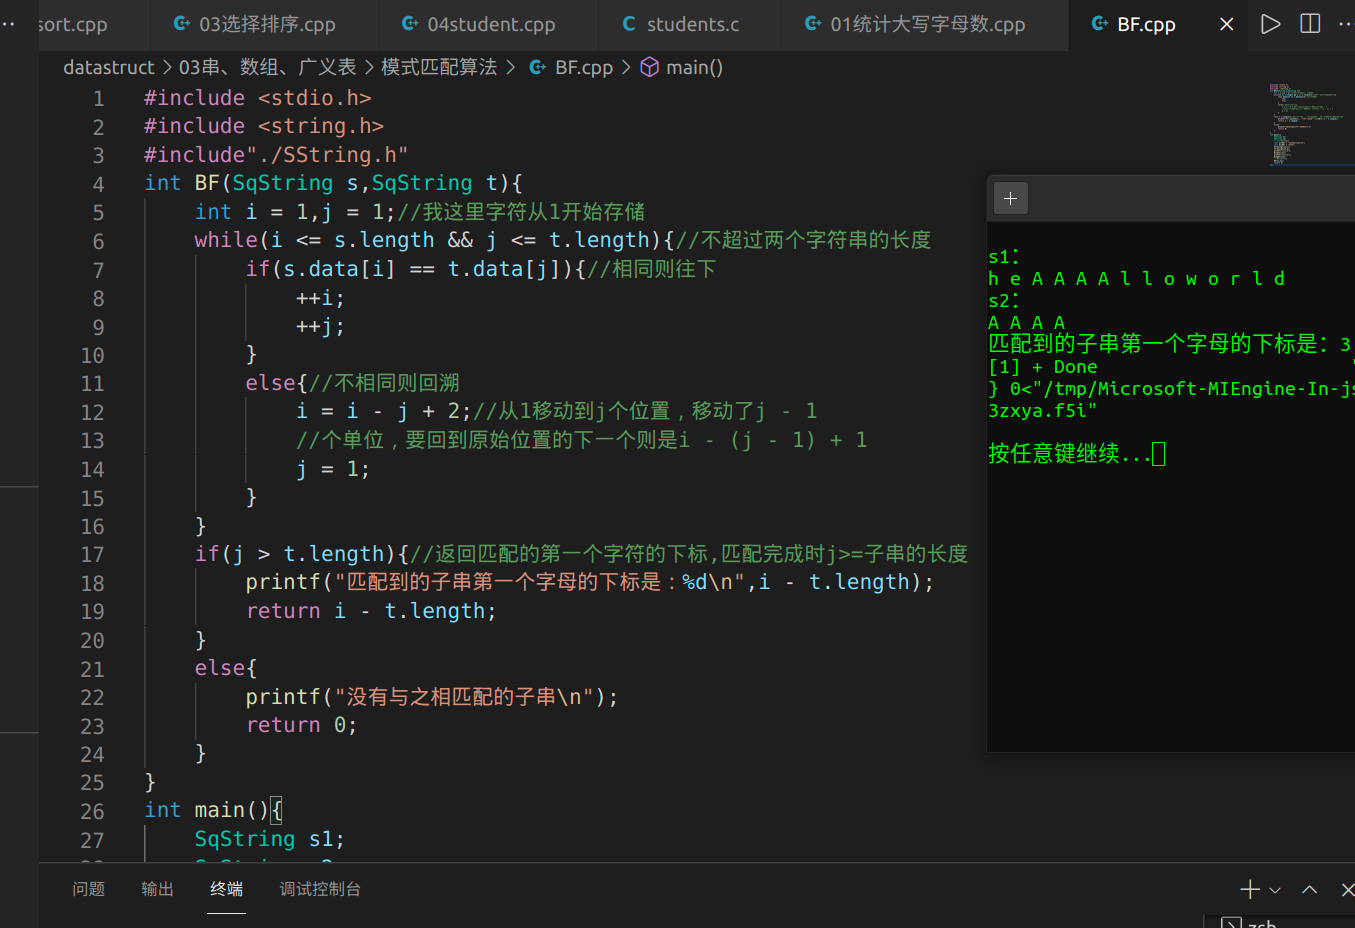 sort.cpp 03选择排序.cpp 04student.cpp C students.c 01统计大写字母数.cpp BF.cpp
datastruct > 03串、数组、广义表 > 模式匹配算法 > BF.cpp > main()
1 #include <stdio.h>
2 #include <string.h>
3 #include"./SString.h"
4 int BF(SqString s,SqString t){
5 int i = 1,j = 1;//我这里字符从1开始存储
6 while(i <= s.length && j <= t.length){//不超过两个字符串的长度
7 if(s.data[i] == t.data[j]){//相同则往下
8 ++i;
9 ++j;
10 }
11 else{//不相同则回溯
12 i = i - j + 2;//从1移动到j个位置，移动了j - 1
13 //个单位，要回到原始位置的下一个则是i - (j - 1) + 1
14 j = 1;
15 }
16 }
17 if(j > t.length){//返回匹配的第一个字符的下标,匹配完成时j>=子串的长度
18 printf("匹配到的子串第一个字母的下标是：%d\n",i - t.length);
19 return i - t.length;
20 }
21 else{
22 printf("没有与之相匹配的子串\n");
23 return 0;
24 }
25 }
26 int main(){
27 SqString s1;
s1：
h e A A A A l l o w o r l d
s2：
A A A A
匹配到的子串第一个字母的下标是：3
[1] + Done
} 0<"/tmp/Microsoft-MIEngine-In-js
3zxya.f5i"
按任意键继续...
问题 输出 终端 调试控制台
zsh